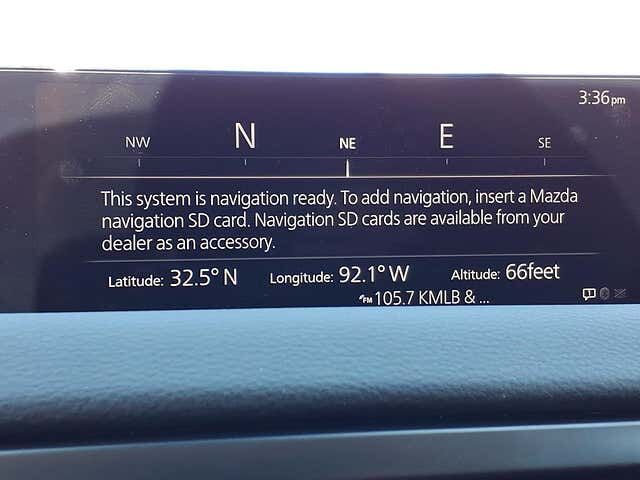 3:36pm
NW N NE E SE
This system is navigation ready. To add navigation, insert a Mazda
navigation SD card. Navigation SD cards are available from your
dealer as an accessory.
Latitude: 32.5° N Longitude: 92.1° W Altitude: 66feet
FM 105.7 KMLB & ...